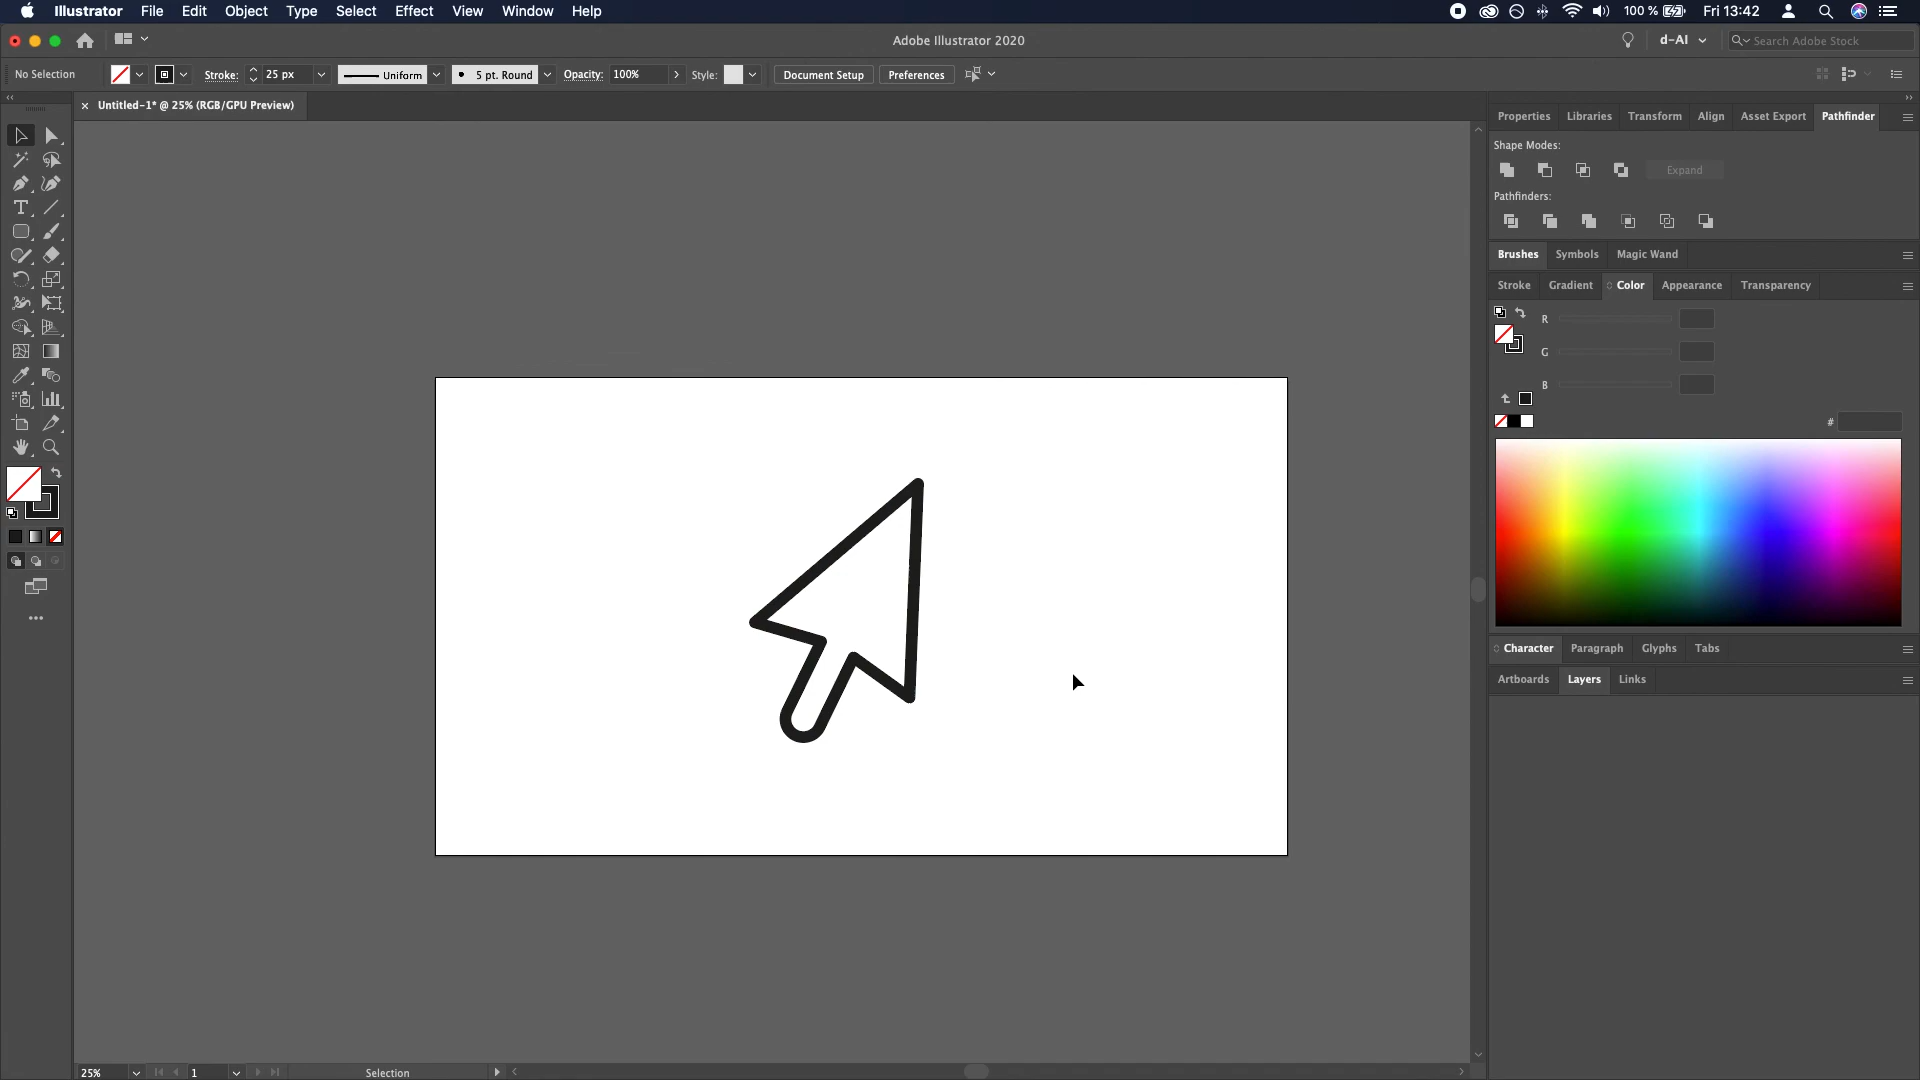 Illustrator File Edit Object Type Select Effect View Window Help 100 % Fri 13:42
Adobe Illustrator 2020 d-AI Search Adobe Stock
No Selection Stroke: 25 px Uniform 5 pt. Round Opacity: 100% Style: Document Setup Preferences
Untitled-1* @ 25% (RGB/GPU Preview)
Properties Libraries Transform Align Asset Export Pathfinder
Shape Modes:
Expand
Pathfinders:
Brushes Symbols Magic Wand
Stroke Gradient Color Appearance Transparency
R
G
B
#
Character Paragraph Glyphs Tabs
Artboards Layers Links
25% 1 Selection